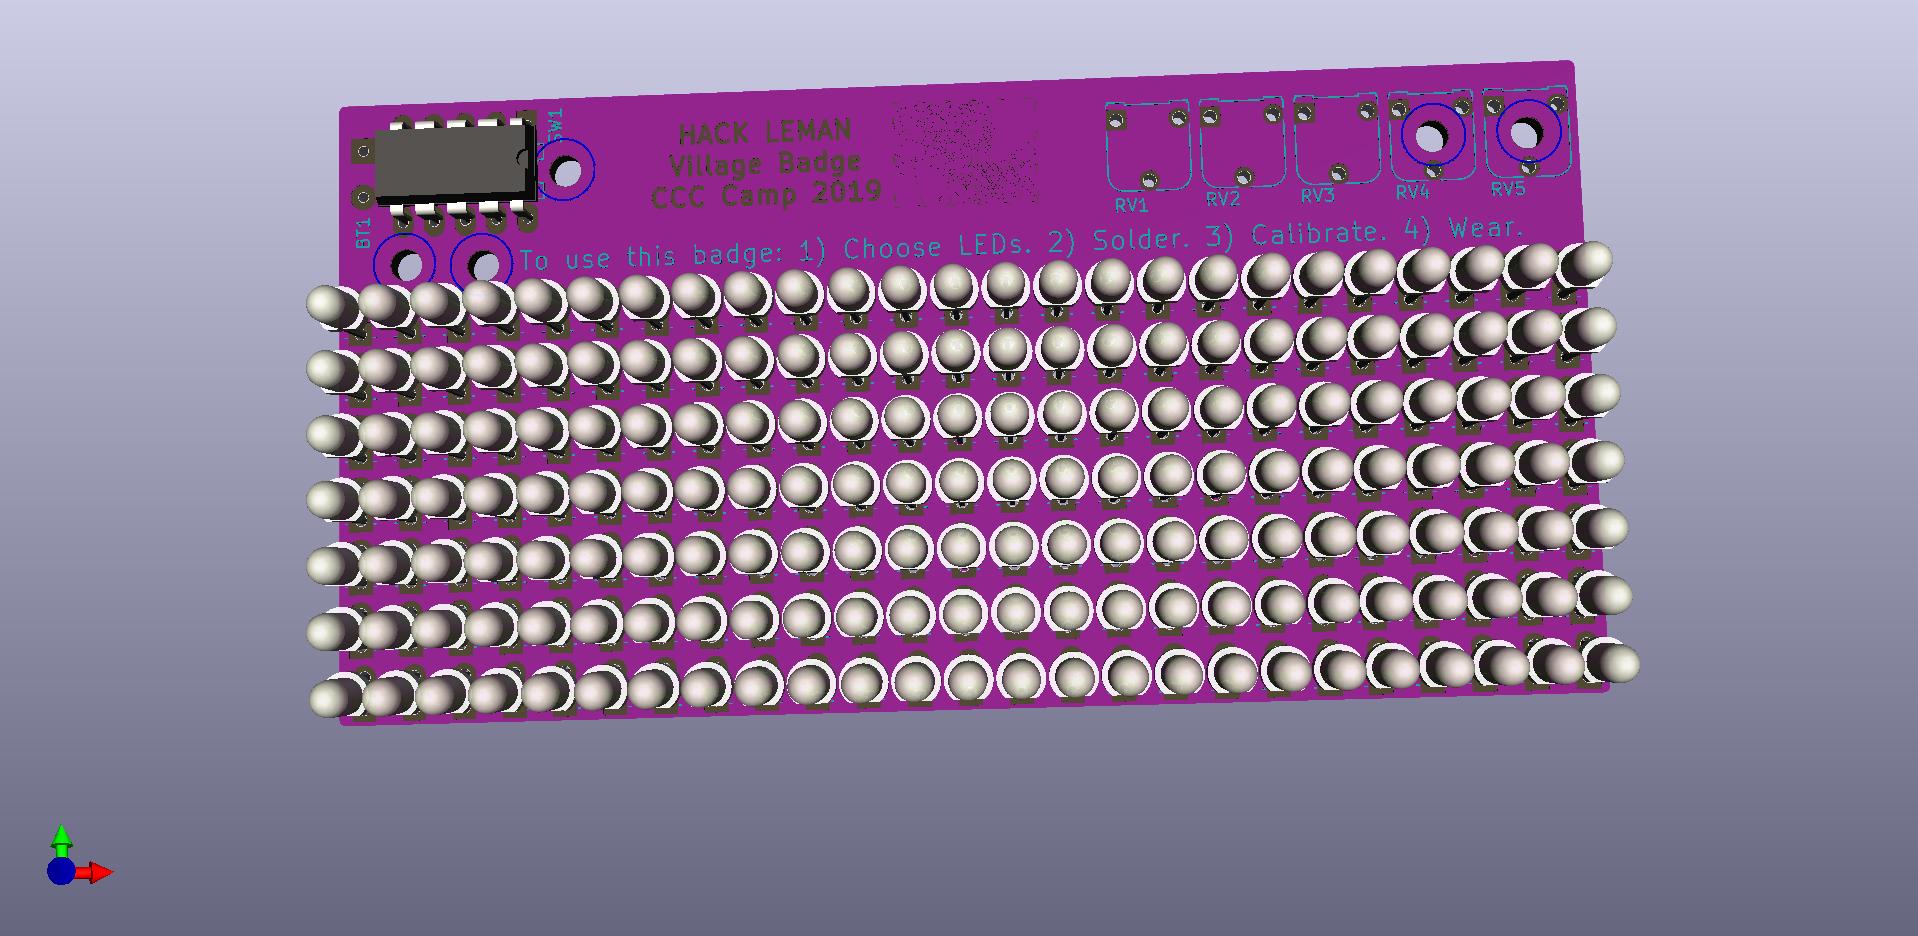 SW1
HACK LEMAN
Village Badge
CCC Camp 2019
RV1 RV2 RV3 RV4 RV5
BT1
To use this badge: 1) Choose LEDs. 2) Solder. 3) Calibrate. 4) Wear.